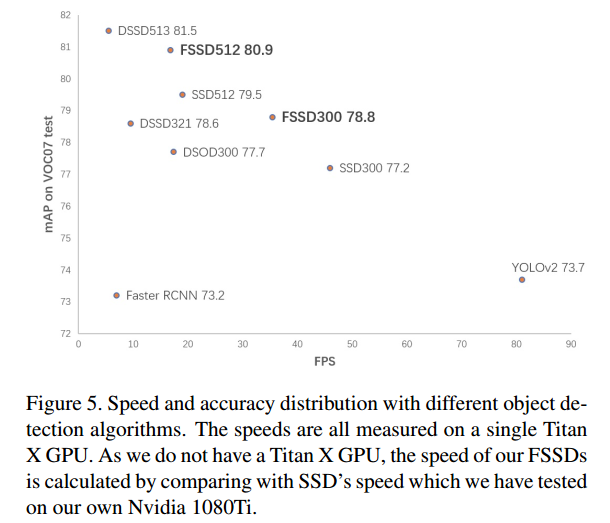 82
81
80
79
78
77
76
75
74
73
72
mAP on VOC07 test
DSSD513 81.5
FSSD512 80.9
SSD512 79.5
FSSD300 78.8
DSSD321 78.6
DSOD300 77.7
SSD300 77.2
YOLOv2 73.7
Faster RCNN 73.2
0 10 20 30 40 50 60 70 80 90
FPS
Figure 5. Speed and accuracy distribution with different object de-
tection algorithms. The speeds are all measured on a single Titan
X GPU. As we do not have a Titan X GPU, the speed of our FSSDs
is calculated by comparing with SSD's speed which we have tested
on our own Nvidia 1080Ti.